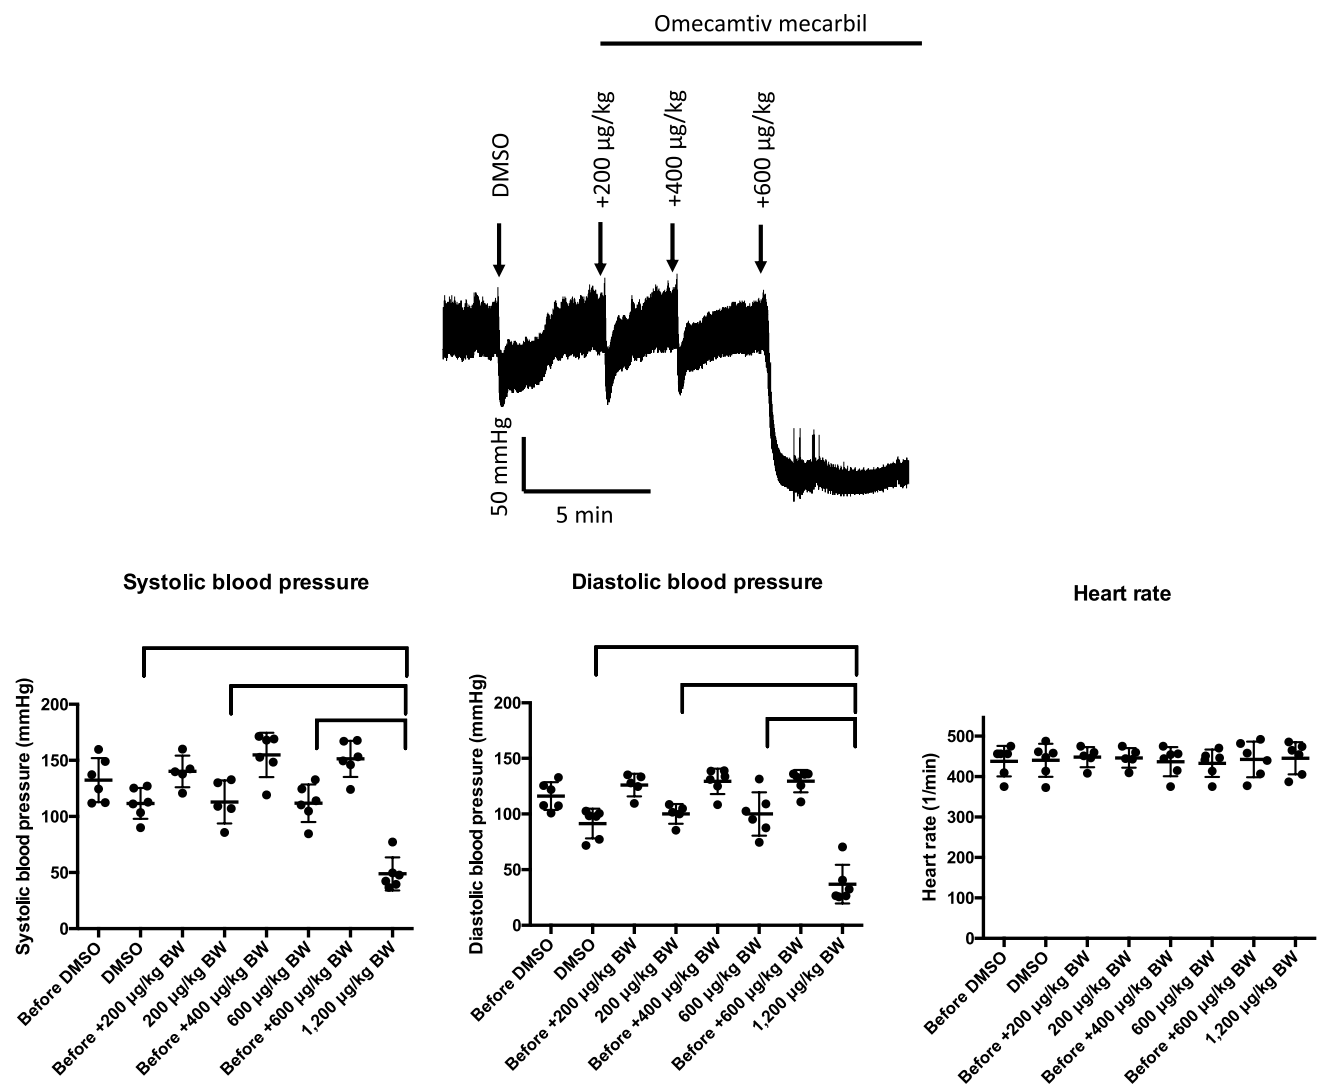 Omecamtiv mecarbil
DMSO
+200 µg/kg
+400 µg/kg
+600 µg/kg
50 mmHg
5 min
Systolic blood pressure
Systolic blood pressure (mmHg)
200
150
100
50
0
Before DMSO
DMSO
Before +200 µg/kg BW
200 µg/kg BW
Before +400 µg/kg BW
600 µg/kg BW
Before +600 µg/kg BW
1,200 µg/kg BW
Diastolic blood pressure
Diastolic blood pressure (mmHg)
200
150
100
50
0
Before DMSO
DMSO
Before +200 µg/kg BW
200 µg/kg BW
Before +400 µg/kg BW
600 µg/kg BW
Before +600 µg/kg BW
1,200 µg/kg BW
Heart rate
Heart rate (1/min)
500
400
300
200
100
0
Before DMSO
DMSO
Before +200 µg/kg BW
200 µg/kg BW
Before +400 µg/kg BW
600 µg/kg BW
Before +600 µg/kg BW
1,200 µg/kg BW